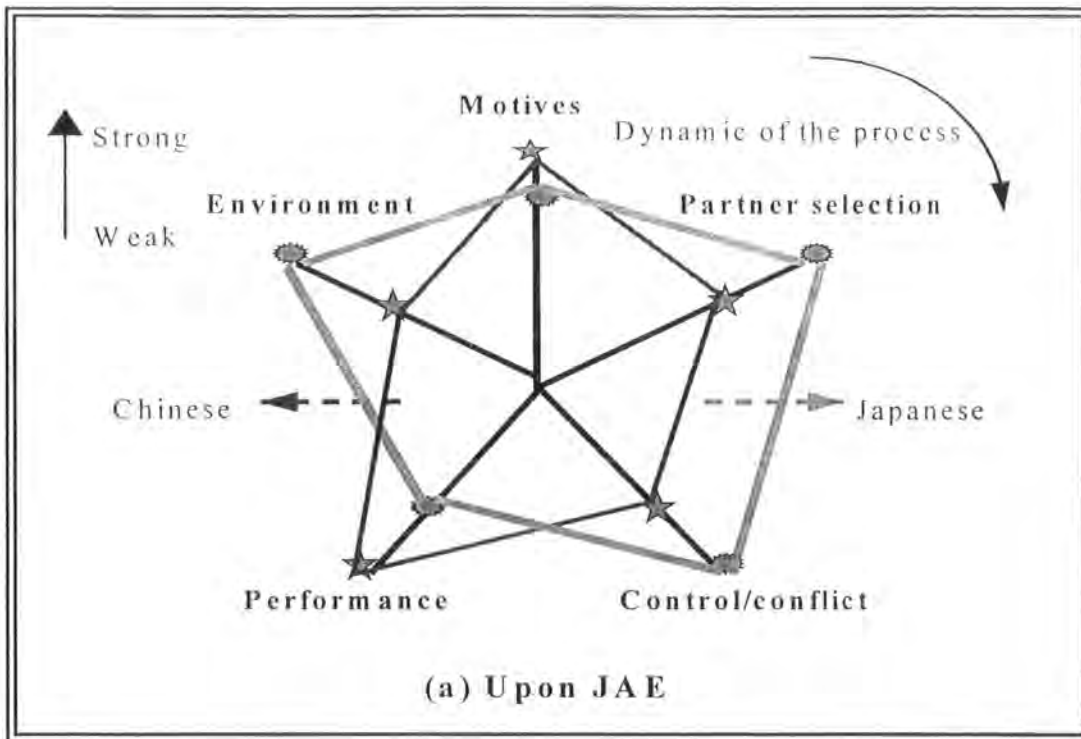 Motives
Strong
Dynamic of the process
Environment
Partner selection
Weak
Chinese
Japanese
Performance
Control/conflict
(a) Upon JAE